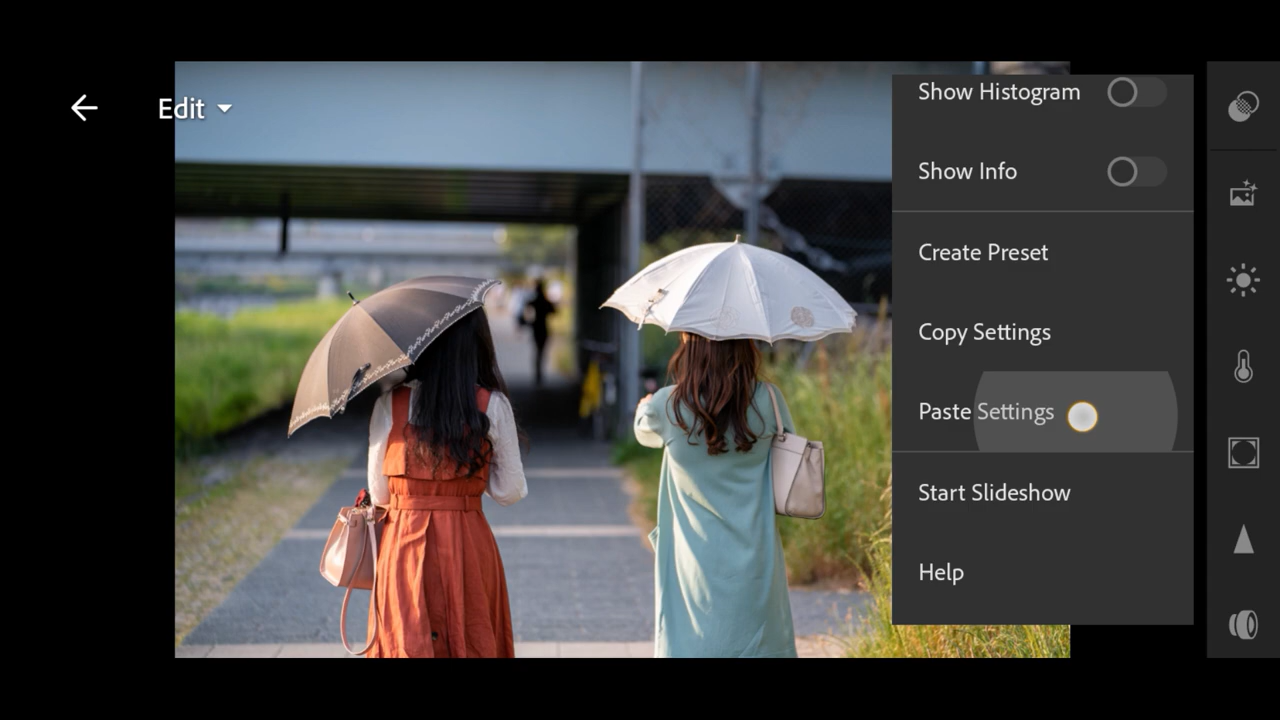 Edit
Show Histogram
Show Info
Create Preset
Copy Settings
Paste Settings
Start Slideshow
Help